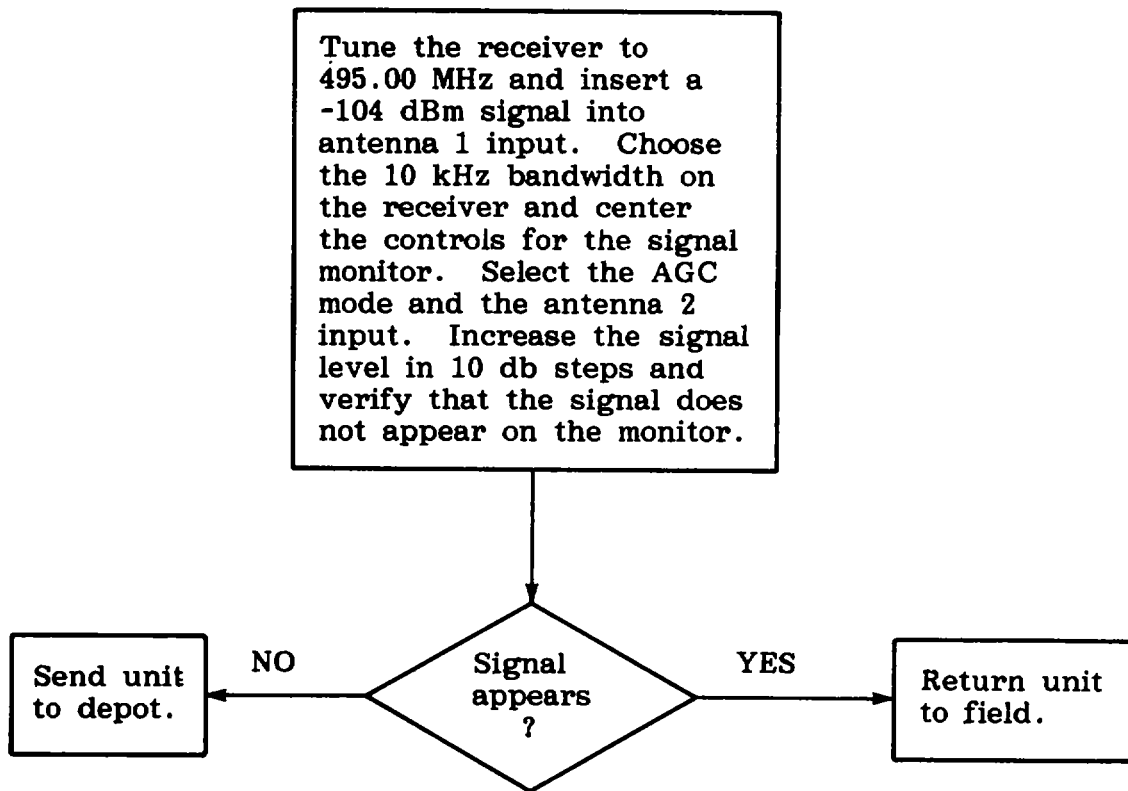 Tune the receiver to
495.00 MHz and insert a
-104 dBm signal into
antenna 1 input. Choose
the 10 kHz bandwidth on
the receiver and center
the controls for the signal
monitor. Select the AGC
mode and the antenna 2
input. Increase the signal
level in 10 db steps and
verify that the signal does
not appear on the monitor.
NO
Signal
appears
?
YES
Send unit
to depot.
Return unit
to field.